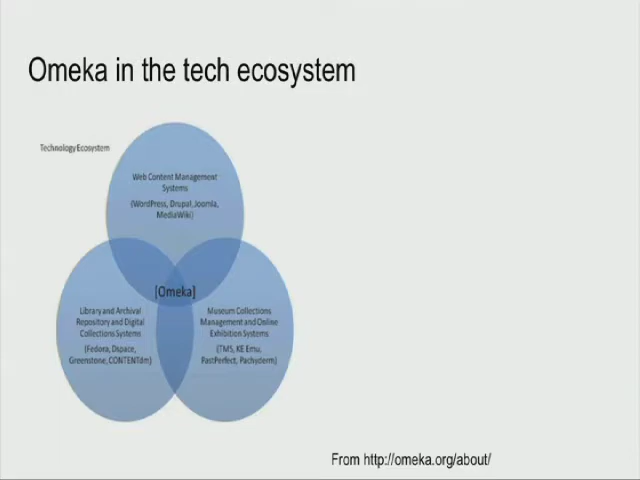 Omeka in the tech ecosystem
Technology Ecosystem
Web Content Management
Systems
(WordPress, Drupal, Joomla,
MediaWiki)
[Omeka]
Library and Archival
Repository and Digital
Collections Systems
(Fedora, Dspace,
Greenstone, CONTENTdm)
Museum Collections
Management and Online
Exhibition Systems
(TMS, KE Emu,
PastPerfect, Pachyderm)
From http://omeka.org/about/